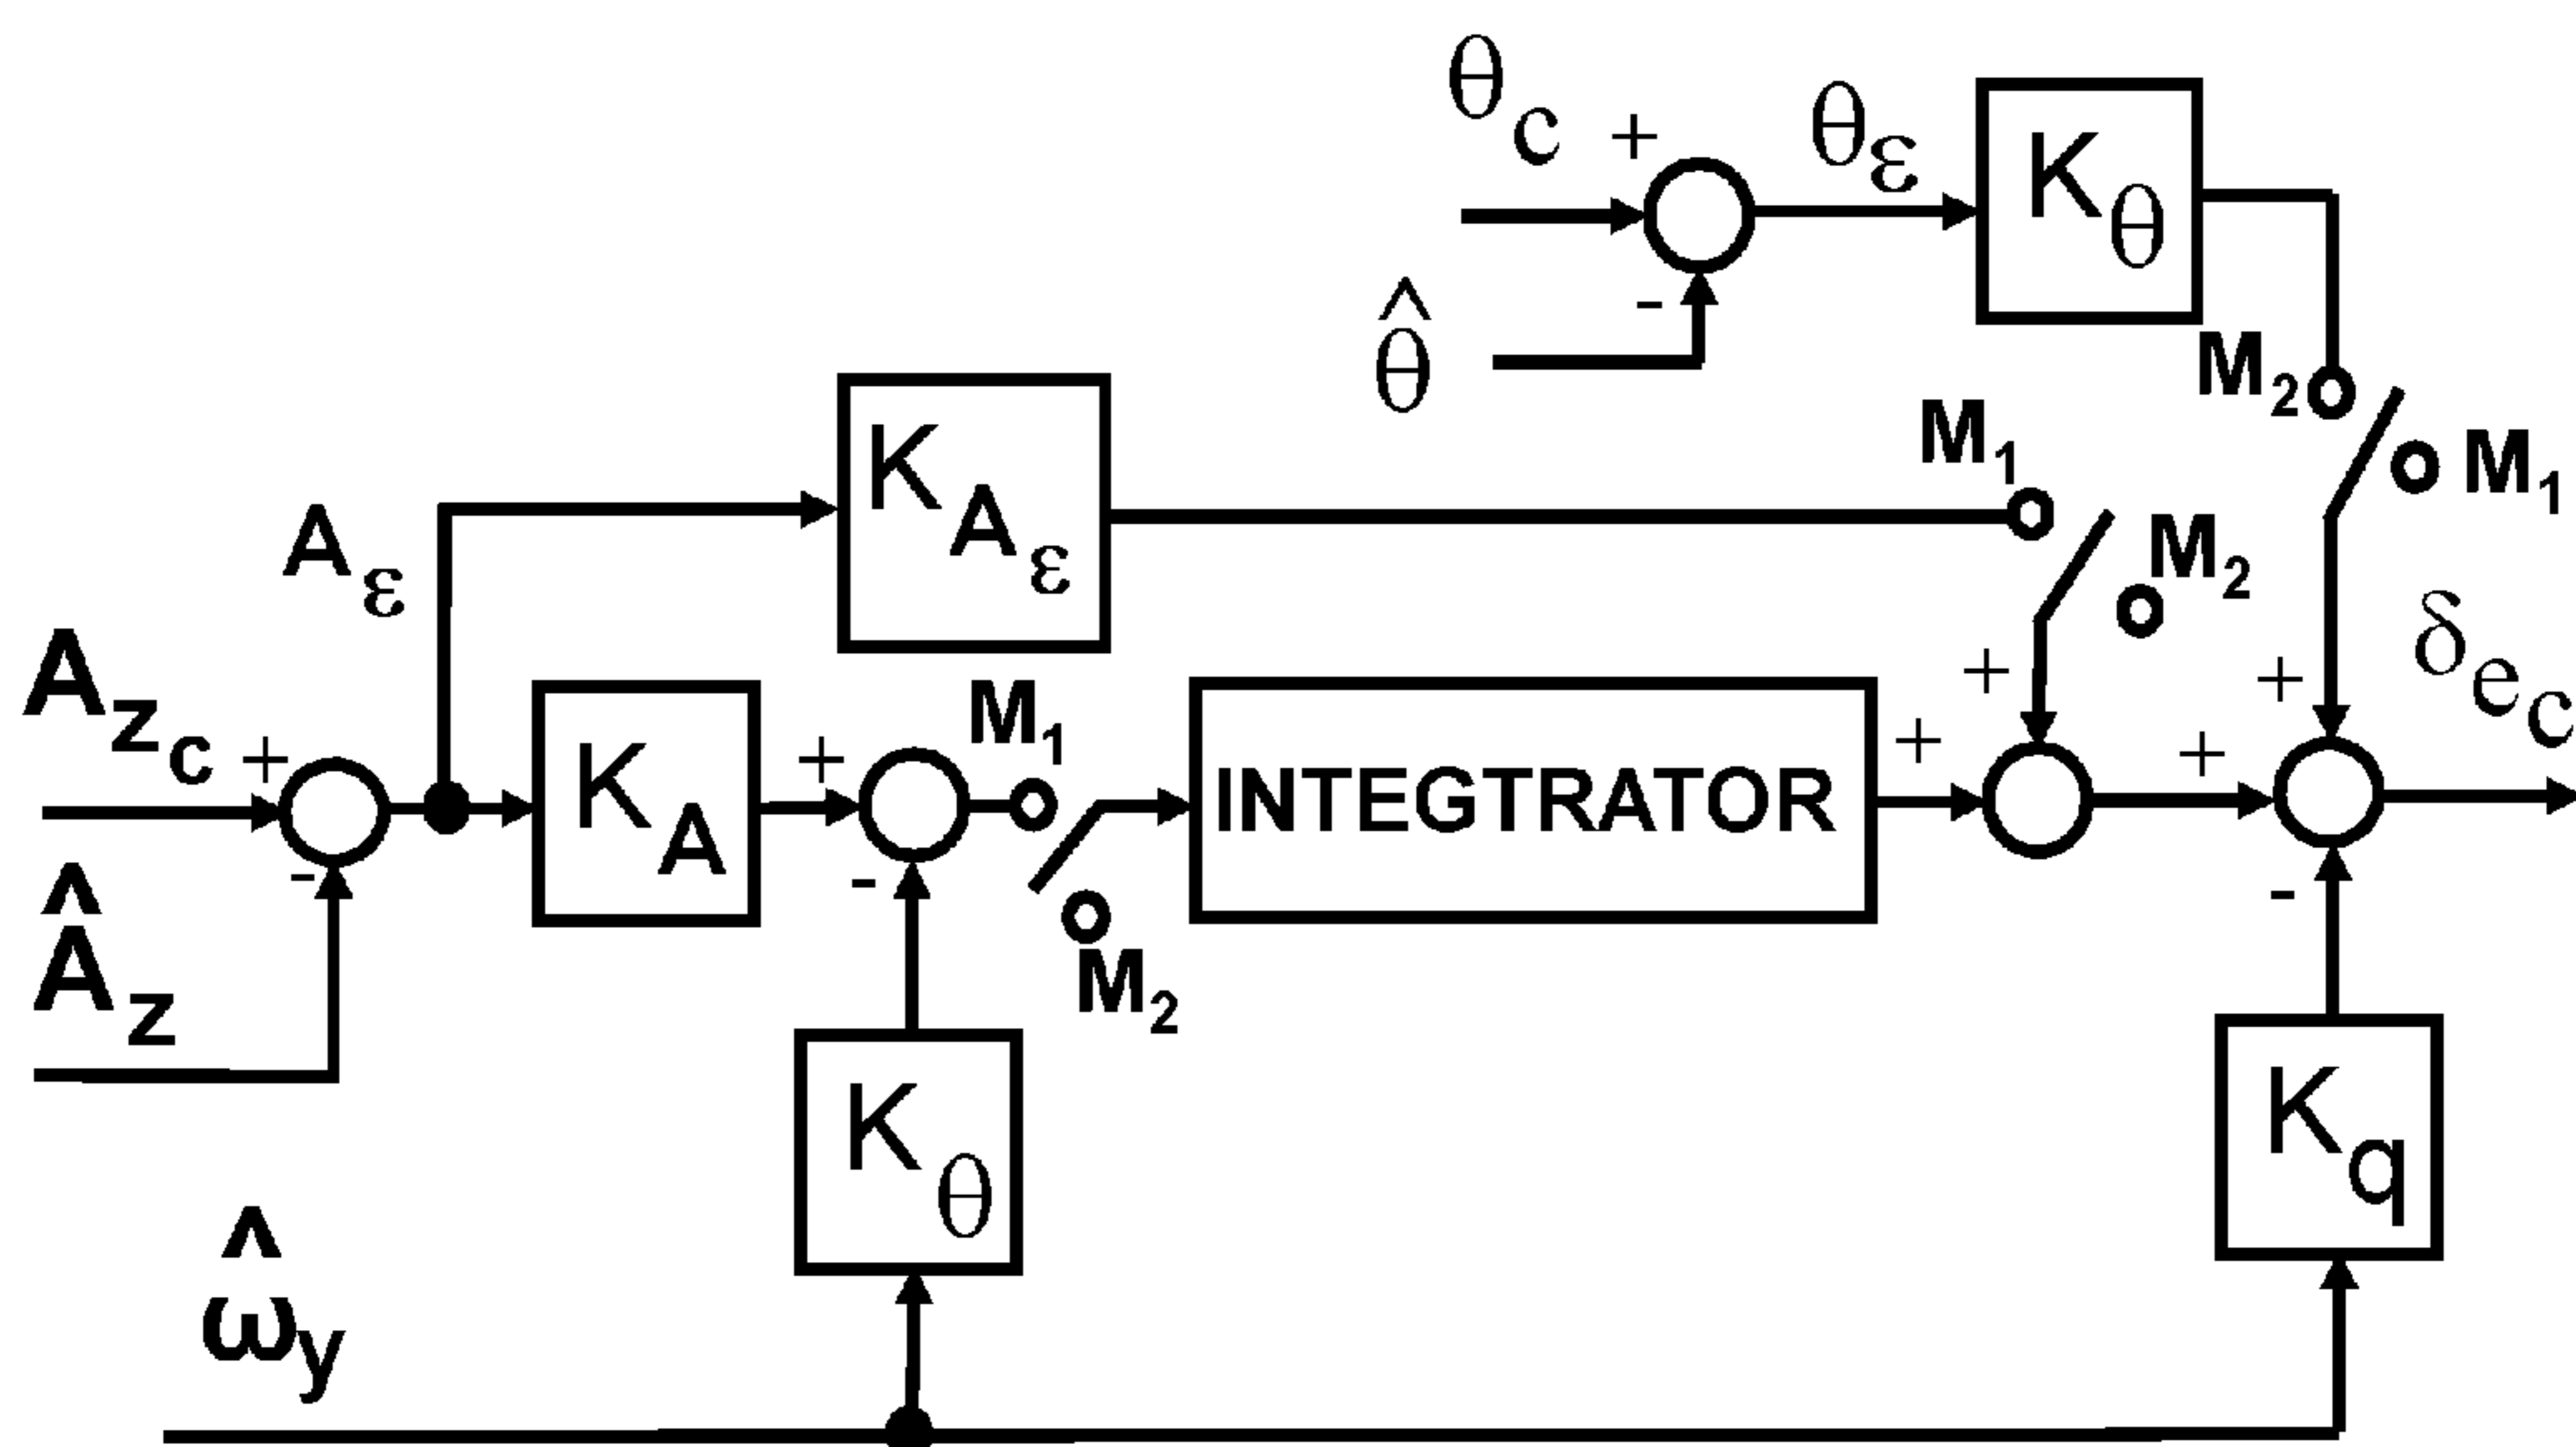 θc + θε Kθ
θ̂ -
M2
M1
M1
KAε
M2
Aε
Azc + KA + M1 INTEGTRATOR + + + + δec
Âz - - M2 -
Kθ Kq
ω̂y